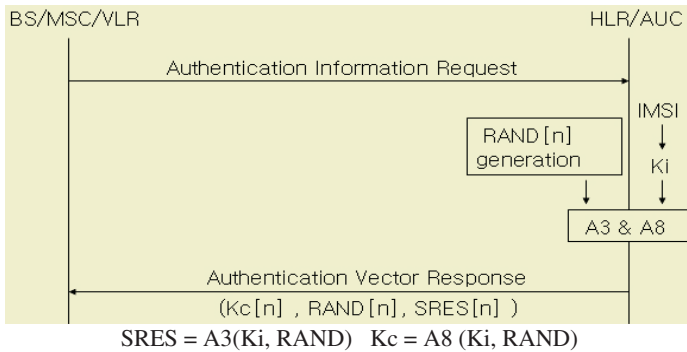 BS/MSC/VLR
HLR/AUC
Authentication Information Request
IMSI
RAND[n]
generation
Ki
A3 & A8
Authentication Vector Response
(Kc[n] , RAND[n], SRES[n] )
SRES = A3(Ki, RAND) Kc = A8 (Ki, RAND)